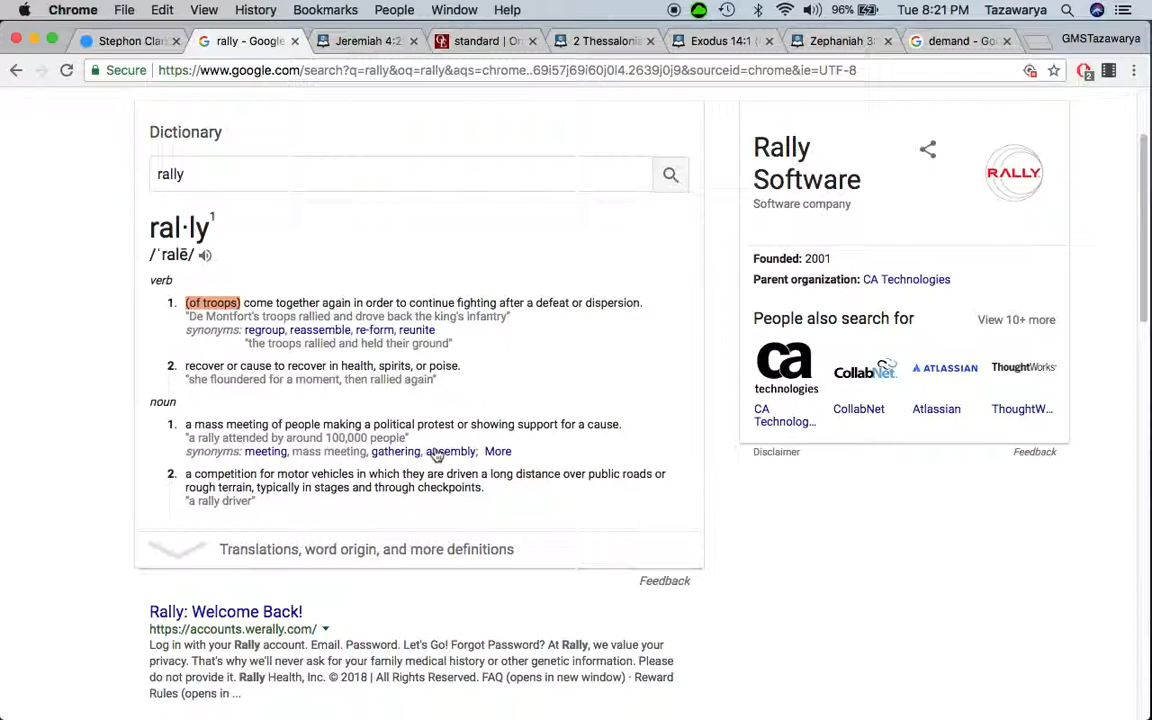 Chrome File Edit View History Bookmarks People Window Help 96% Tue 8:21 PM Tazawarya
Stephon Clar × rally - Google × Jeremiah 4:2 × standard | On × 2 Thessaloni × Exodus 14:1 × Zephaniah 3 × demand - Go × GMSTazawarya
Secure https://www.google.com/search?q=rally&oq=rally&aqs=chrome..69i57j69i60j0l4.2639j0j9&sourceid=chrome&ie=UTF-8 2
Dictionary
rally
ral·ly1
/ˈralē/
verb
1. (of troops) come together again in order to continue fighting after a defeat or dispersion.
"De Montfort's troops rallied and drove back the king's infantry"
synonyms: regroup, reassemble, re-form, reunite
"the troops rallied and held their ground"
2. recover or cause to recover in health, spirits, or poise.
"she floundered for a moment, then rallied again"
noun
1. a mass meeting of people making a political protest or showing support for a cause.
"a rally attended by around 100,000 people"
synonyms: meeting, mass meeting, gathering, assembly; More
2. a competition for motor vehicles in which they are driven a long distance over public roads or
rough terrain, typically in stages and through checkpoints.
"a rally driver"
Translations, word origin, and more definitions
Feedback
Rally: Welcome Back!
https://accounts.werally.com/
Log in with your Rally account. Email. Password. Let's Go! Forgot Password? At Rally, we value your
privacy. That's why we'll never ask for your family medical history or other genetic information. Please
do not provide it. Rally Health, Inc. © 2018 | All Rights Reserved. FAQ (opens in new window) · Reward
Rules (opens in ...
Rally
Software
Software company
RALLY
Founded: 2001
Parent organization: CA Technologies
People also search for View 10+ more
ca
technologies
CollabNet
ATLASSIAN
ThoughtWorks
CA
Technolog...
CollabNet
Atlassian
ThoughtW...
Disclaimer Feedback